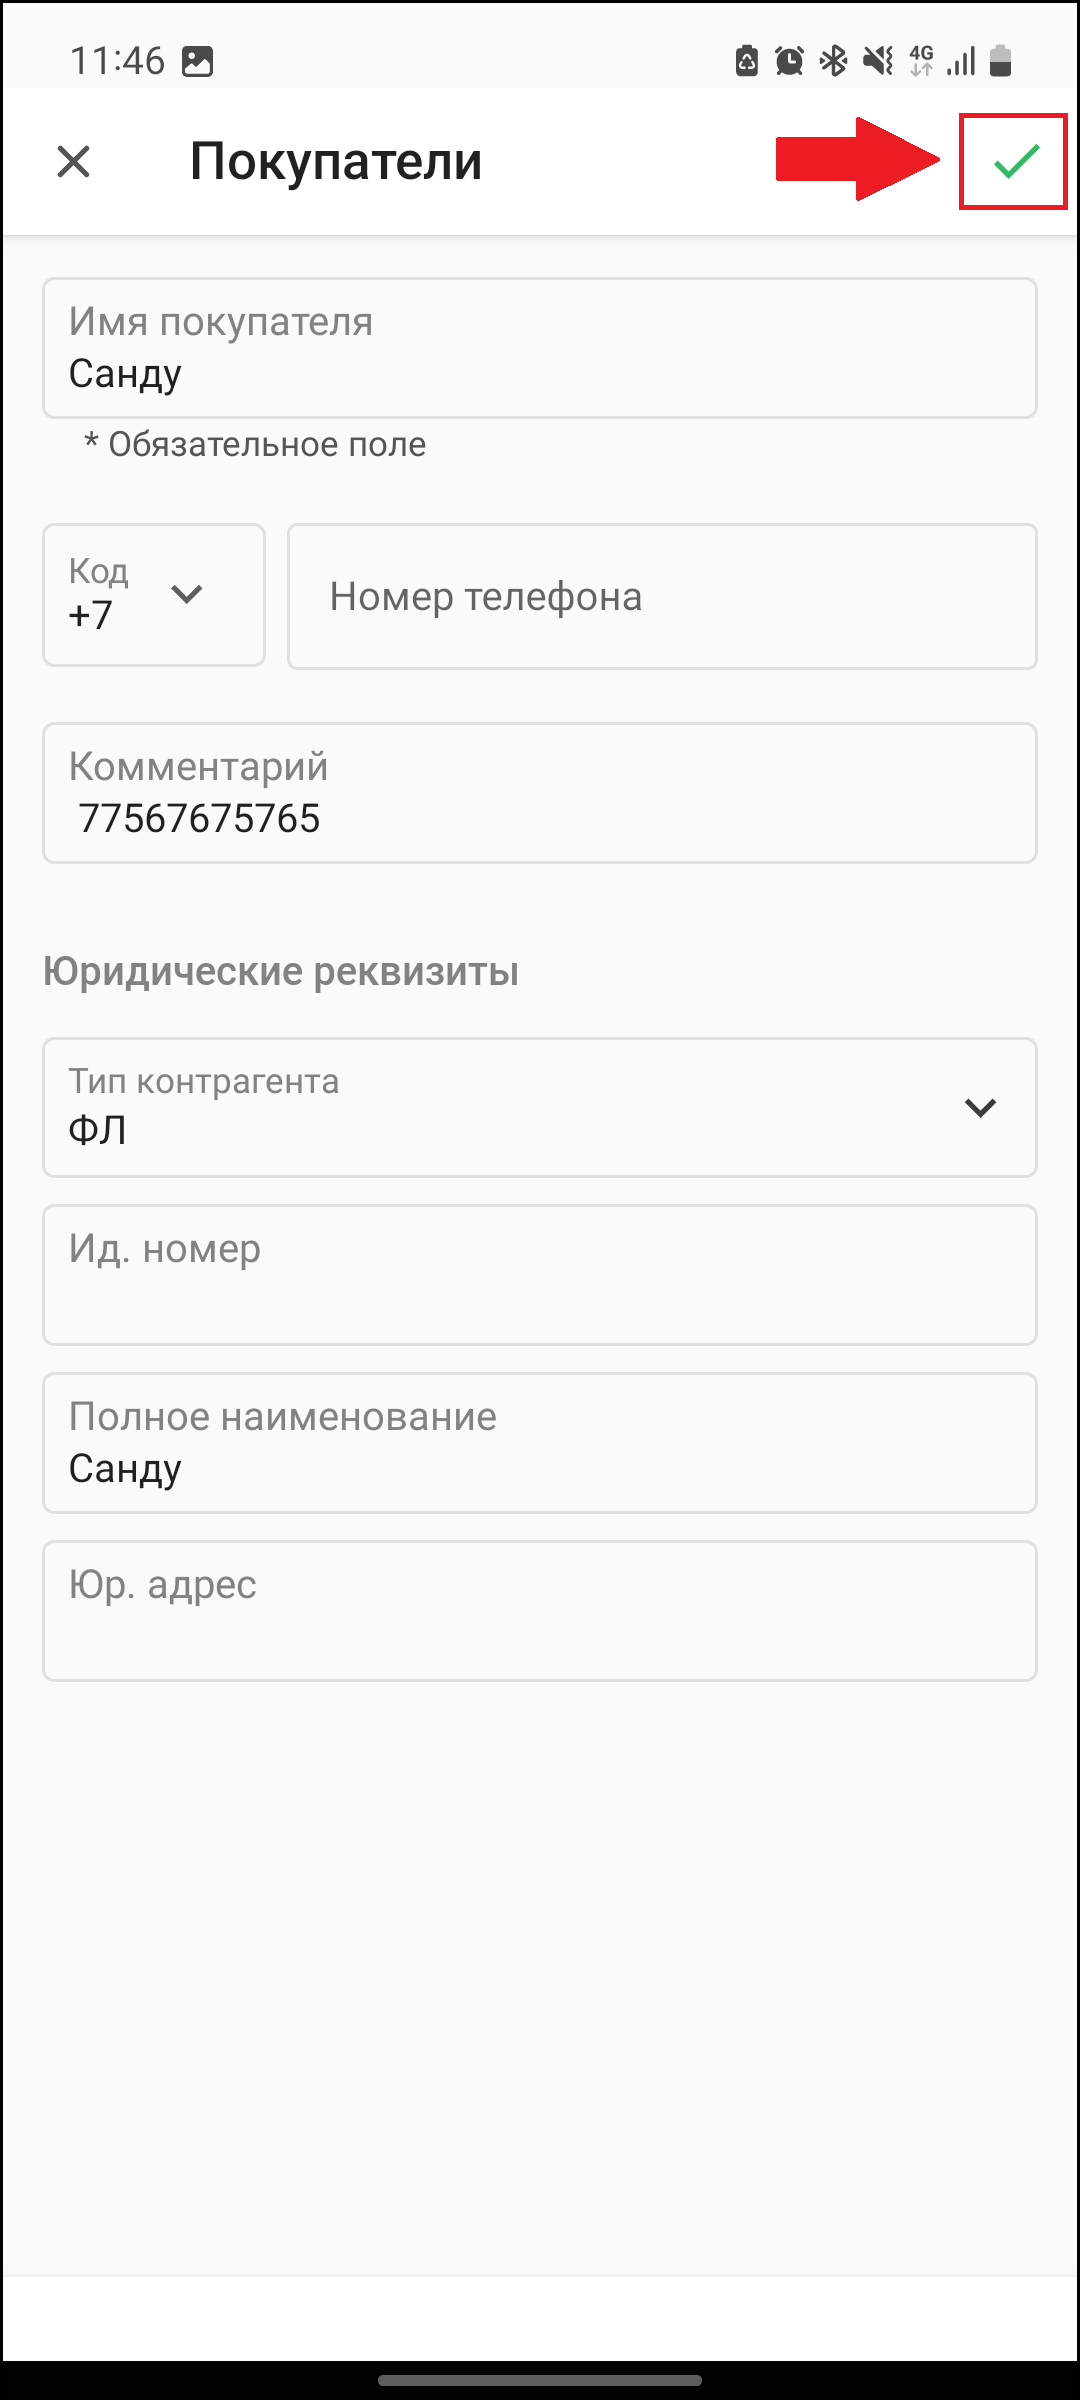 11:46
4G
Покупатели
Имя покупателя
Санду
* Обязательное поле
Код
+7
Номер телефона
Комментарий
77567675765
Юридические реквизиты
Тип контрагента
ФЛ
Ид. номер
Полное наименование
Санду
Юр. адрес